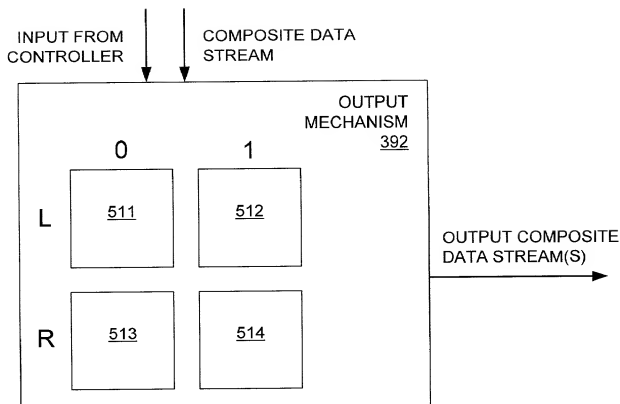 INPUT FROM
CONTROLLER
COMPOSITE DATA
STREAM
OUTPUT
MECHANISM
392
0 1
L 511 512
OUTPUT COMPOSITE
DATA STREAM(S)
R 513 514